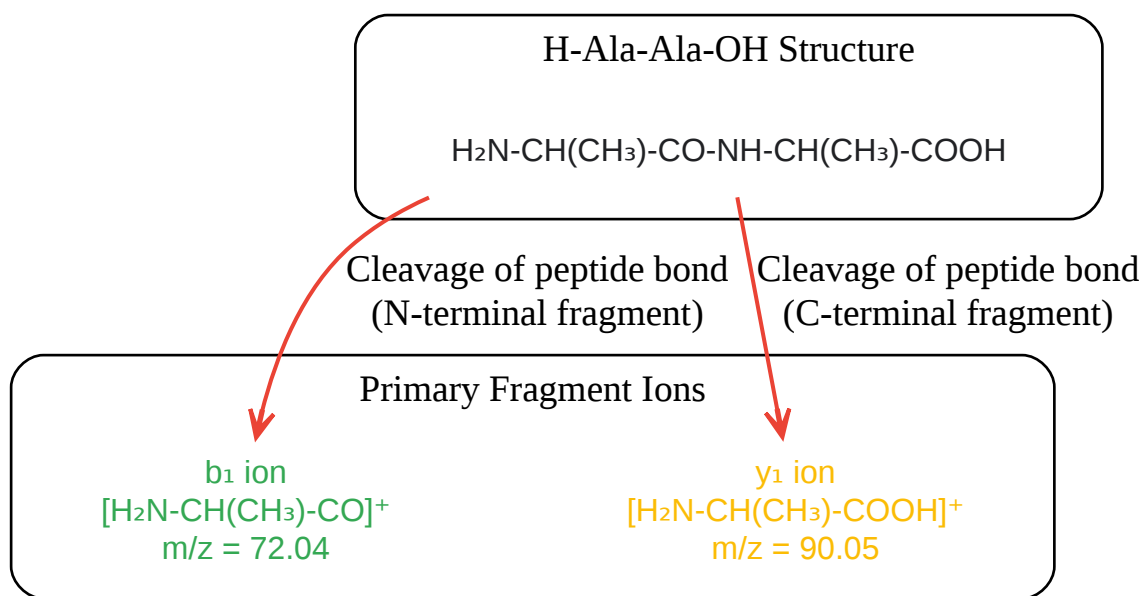 H-Ala-Ala-OH Structure
H₂N-CH(CH₃)-CO-NH-CH(CH₃)-COOH
Cleavage of peptide bond
(N-terminal fragment)
Cleavage of peptide bond
(C-terminal fragment)
Primary Fragment Ions
b₁ ion
[H₂N-CH(CH₃)-CO]⁺
m/z = 72.04
y₁ ion
[H₂N-CH(CH₃)-COOH]⁺
m/z = 90.05